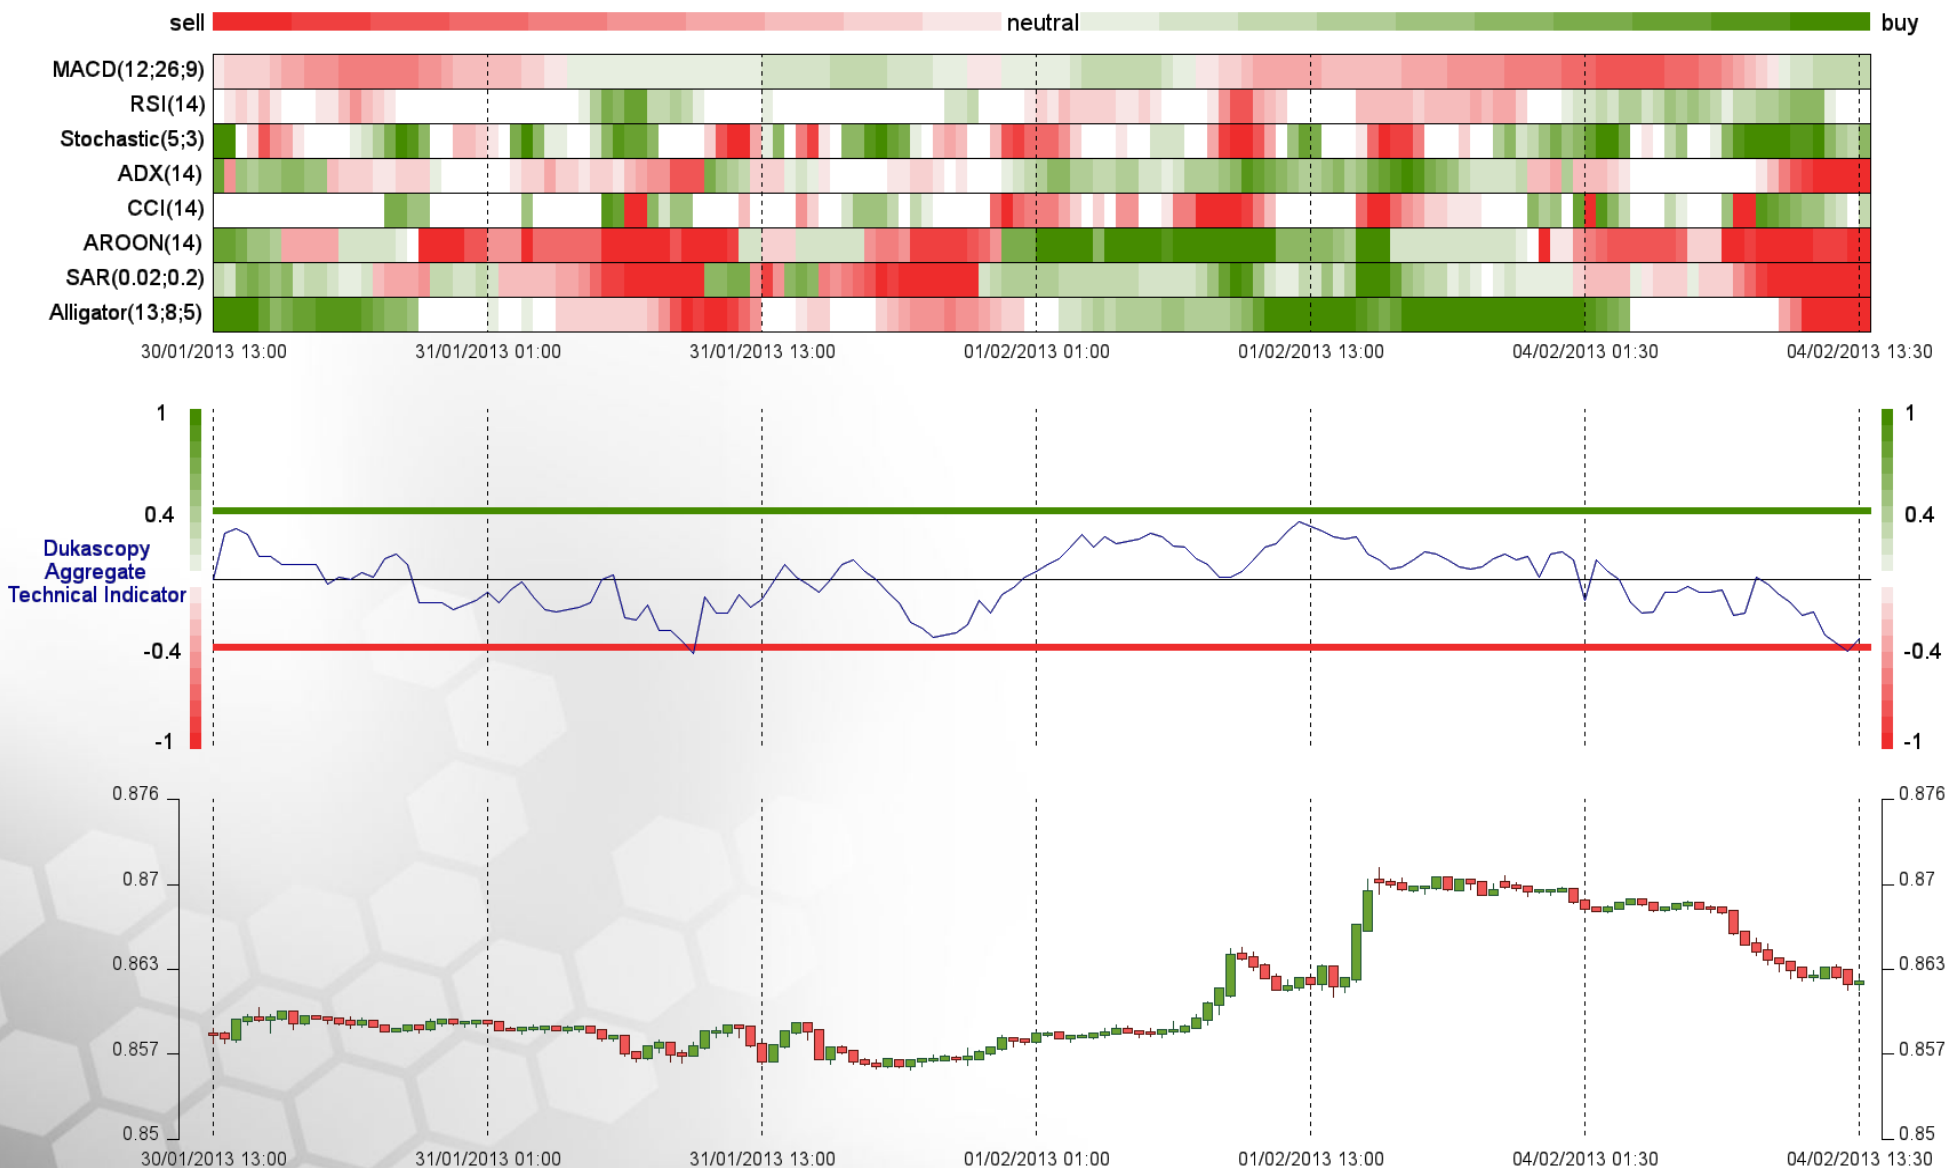 sell neutral buy
MACD(12;26;9)
RSI(14)
Stochastic(5;3)
ADX(14)
CCI(14)
AROON(14)
SAR(0.02;0.2)
Alligator(13;8;5)
30/01/2013 13:00 31/01/2013 01:00 31/01/2013 13:00 01/02/2013 01:00 01/02/2013 13:00 04/02/2013 01:30 04/02/2013 13:30
1 1
0.4 0.4
Dukascopy
Aggregate
Technical Indicator
-0.4 -0.4
-1 -1
0.876 0.876
0.87 0.87
0.863 0.863
0.857 0.857
0.85 0.85
30/01/2013 13:00 31/01/2013 01:00 31/01/2013 13:00 01/02/2013 01:00 01/02/2013 13:00 04/02/2013 01:30 04/02/2013 13:30